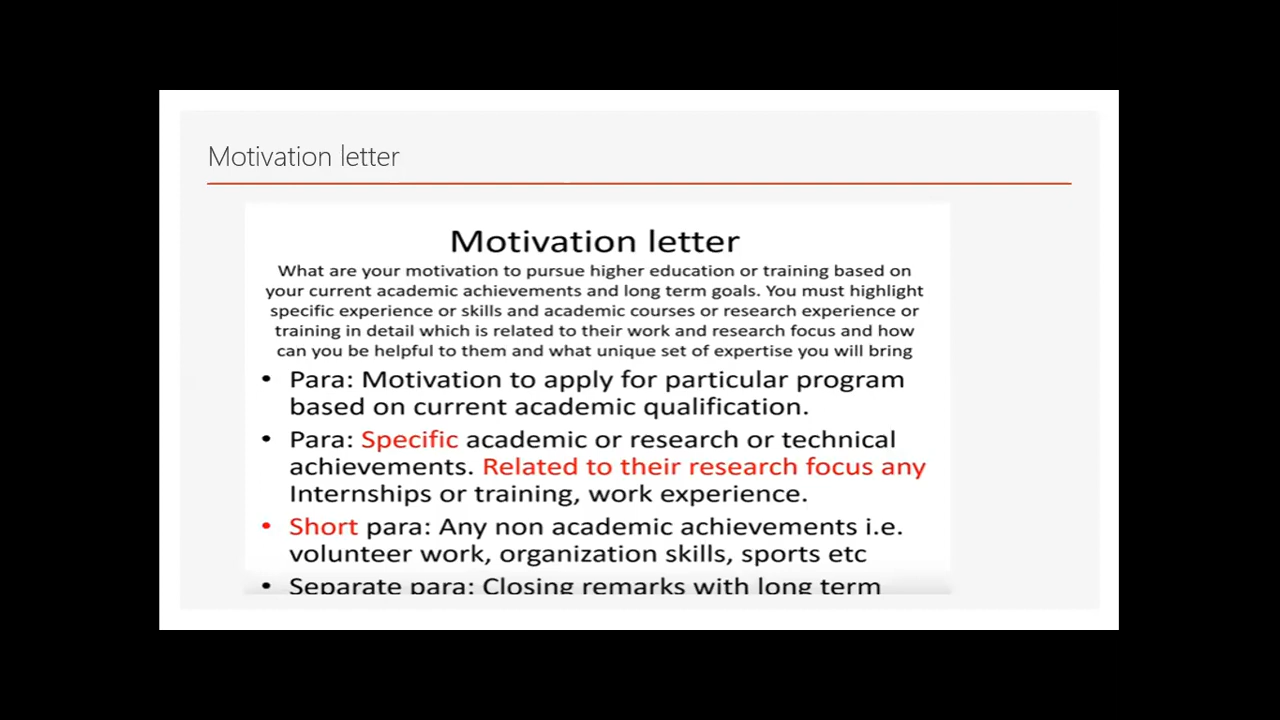 Motivation letter
Motivation letter
What are your motivation to pursue higher education or training based on
your current academic achievements and long term goals. You must highlight
specific experience or skills and academic courses or research experience or
training in detail which is related to their work and research focus and how
can you be helpful to them and what unique set of expertise you will bring
• Para: Motivation to apply for particular program
based on current academic qualification.
• Para: Specific academic or research or technical
achievements. Related to their research focus any
Internships or training, work experience.
• Short para: Any non academic achievements i.e.
volunteer work, organization skills, sports etc
• Separate para: Closing remarks with long term